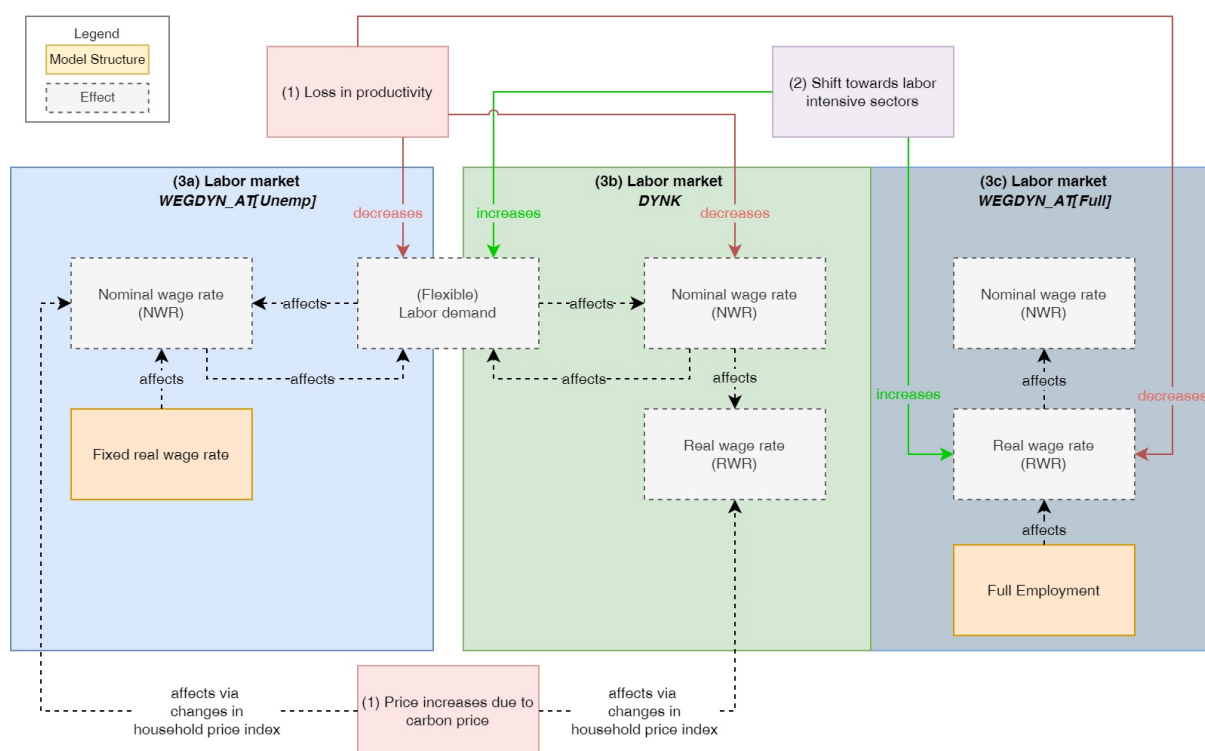 Legend
Model Structure
Effect
(1) Loss in productivity
(2) Shift towards labor
intensive sectors
(3a) Labor market
WEGDYN_AT[Unemp]
(3b) Labor market
DYNK
(3c) Labor market
WEGDYN_AT[Full]
decreases
increases
decreases
Nominal wage rate
(NWR)
affects
(Flexible)
Labor demand
affects
Nominal wage rate
(NWR)
Nominal wage rate
(NWR)
affects
affects
affects
affects
affects
increases
decreases
Fixed real wage rate
Real wage rate
(RWR)
Real wage rate
(RWR)
affects
Full Employment
affects via
changes in
household price index
(1) Price increases due to
carbon price
affects via
changes in
household price index